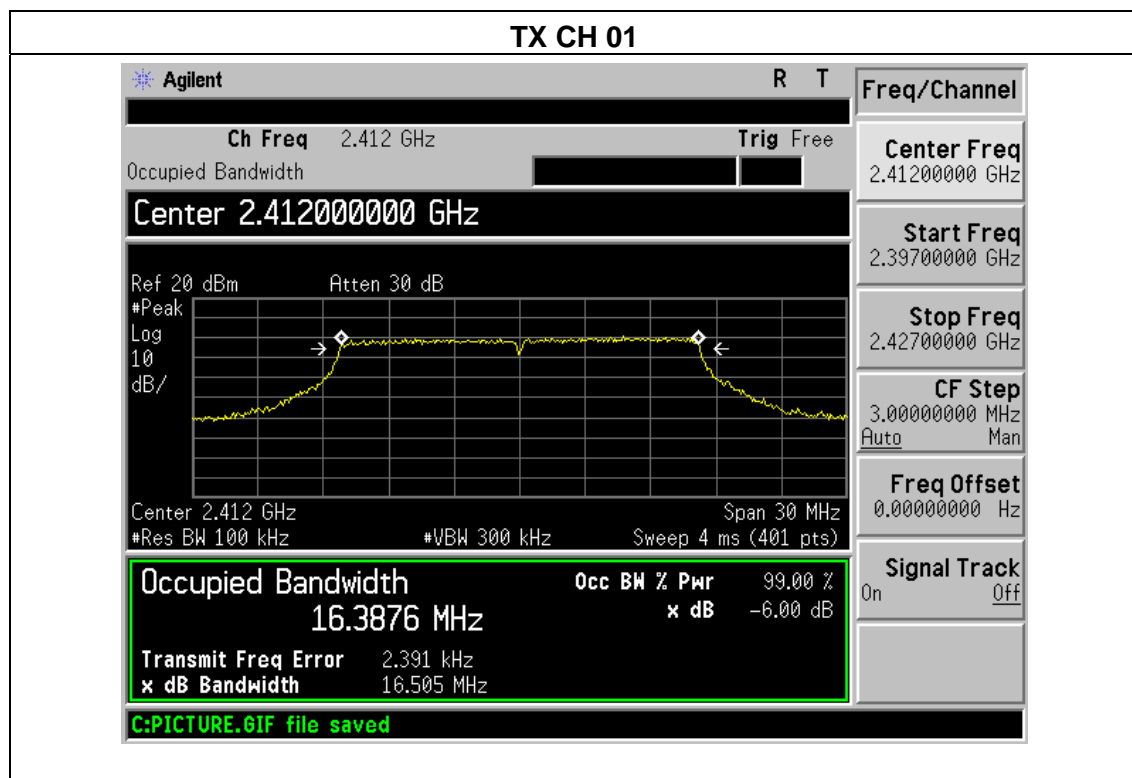 TX CH 01
Agilent R T
Ch Freq 2.412 GHz Trig Free
Occupied Bandwidth
Center 2.412000000 GHz
Ref 20 dBm Atten 30 dB
#Peak
Log
10
dB/
Center 2.412 GHz Span 30 MHz
#Res BW 100 kHz #VBW 300 kHz Sweep 4 ms (401 pts)
Occupied Bandwidth Occ BW % Pwr 99.00 %
16.3876 MHz x dB -6.00 dB
Transmit Freq Error 2.391 kHz
x dB Bandwidth 16.505 MHz
C:PICTURE.GIF file saved
Freq/Channel
Center Freq
2.41200000 GHz
Start Freq
2.39700000 GHz
Stop Freq
2.42700000 GHz
CF Step
3.00000000 MHz
Auto Man
Freq Offset
0.00000000 Hz
Signal Track
On Off